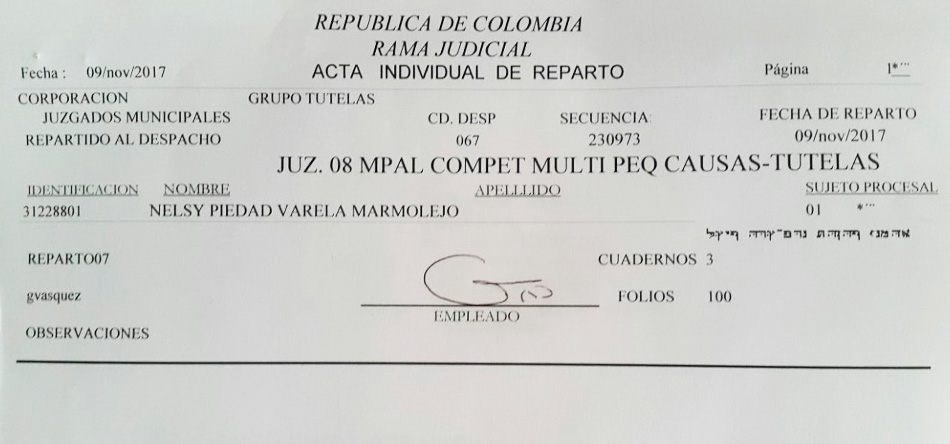 REPUBLICA DE COLOMBIA
RAMA JUDICIAL
Fecha : 09/nov/2017 ACTA INDIVIDUAL DE REPARTO Página 1*˜¨
CORPORACION GRUPO TUTELAS
JUZGADOS MUNICIPALES CD. DESP SECUENCIA: FECHA DE REPARTO
REPARTIDO AL DESPACHO 067 230973 09/nov/2017
JUZ. 08 MPAL COMPET MULTI PEQ CAUSAS-TUTELAS
IDENTIFICACION NOMBRE APELLLIDO SUJETO PROCESAL
31228801 NELSY PIEDAD VARELA MARMOLEJO 01 *˜¨
REPARTO07 CUADERNOS 3
gvasquez FOLIOS 100
EMPLEADO
OBSERVACIONES